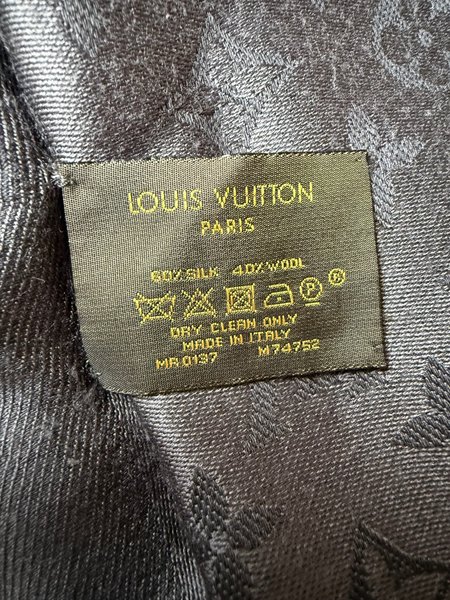 LOUIS VUITTON
PARIS
60% SILK 40% WOOL
P ®
DRY CLEAN ONLY
MADE IN ITALY
MR0137 M74752